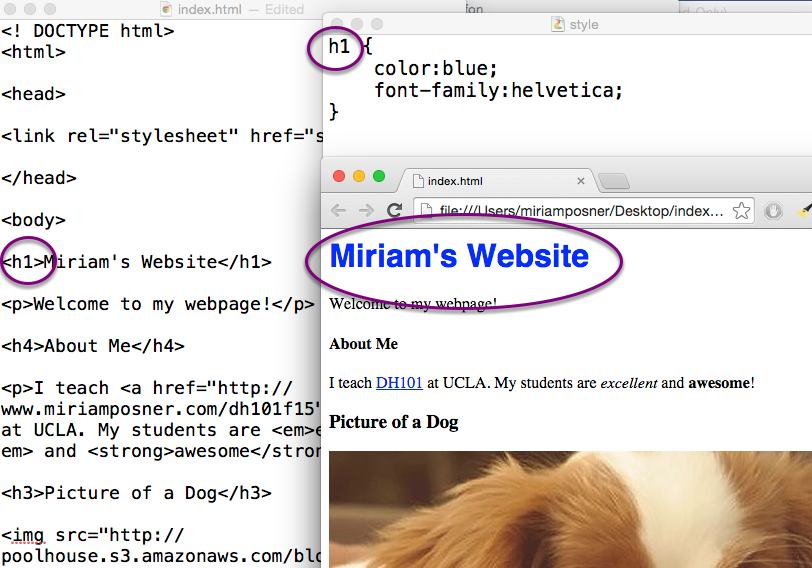 index.html — Edited
<! DOCTYPE html>
<html>
<head>
<link rel="stylesheet" href="s
</head>
<body>
<h1>Miriam's Website</h1>
<p>Welcome to my webpage!</p>
<h4>About Me</h4>
<p>I teach <a href="http://
www.miriamposner.com/dh101f15"
at UCLA. My students are <em>e
em> and <strong>awesome</stron
<h3>Picture of a Dog</h3>
<img src="http://
poolhouse.s3.amazonaws.com/blo
style
h1 {
color:blue;
font-family:helvetica;
}
index.html
file:///Users/miriamposner/Desktop/index…
Miriam's Website
Welcome to my webpage!
About Me
I teach DH101 at UCLA. My students are excellent and awesome!
Picture of a Dog